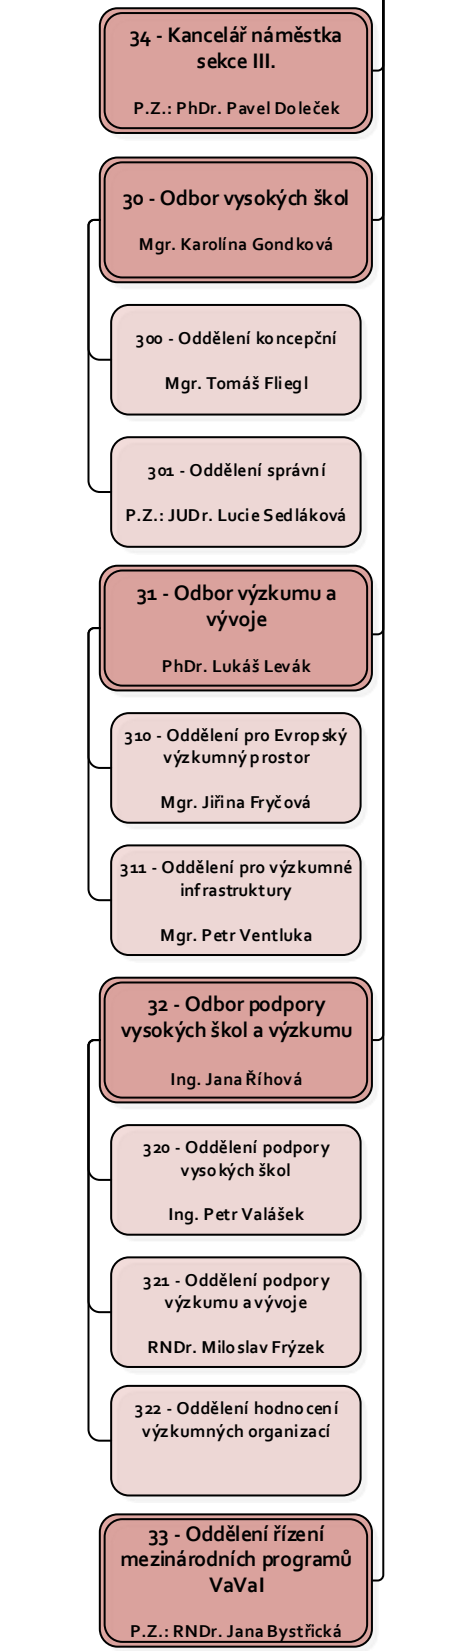 34 - Kancelář náměstka
sekce III.
P.Z.: PhDr. Pavel Doleček
30 - Odbor vysokých škol
Mgr. Karolína Gondková
300 - Oddělení koncepční
Mgr. Tomáš Fliegl
301 - Oddělení správní
P.Z.: JUDr. Lucie Sedláková
31 - Odbor výzkumu a
vývoje
PhDr. Lukáš Levák
310 - Oddělení pro Evropský
výzkumný prostor
Mgr. Jiřina Fryčová
311 - Oddělení pro výzkumné
infrastruktury
Mgr. Petr Ventluka
32 - Odbor podpory
vysokých škol a výzkumu
Ing. Jana Říhová
320 - Oddělení podpory
vysokých škol
Ing. Petr Valášek
321 - Oddělení podpory
výzkumu a vývoje
RNDr. Miloslav Frýzek
322 - Oddělení hodnocení
výzkumných organizací
33 - Oddělení řízení
mezinárodních programů
VaVaI
P.Z.: RNDr. Jana Bystřická